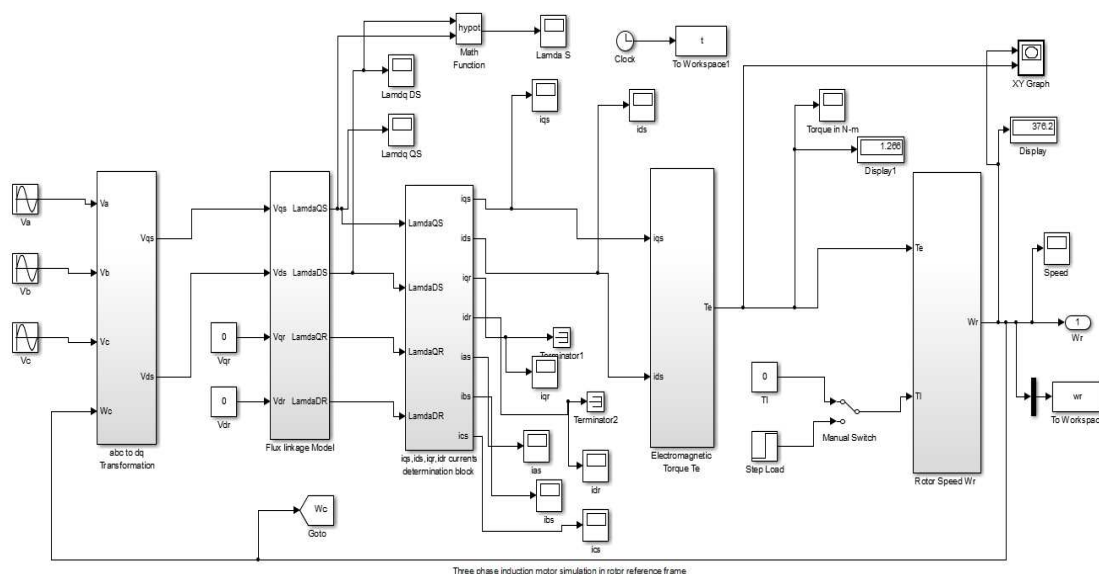 hypot
Math
Function
Lamda S
Clock
t
To Workspace1
XY Graph
Lamdq DS
iqs
ids
Torque in N-m
376.2
Display
Lamdq QS
1.266
Display1
Va
Va
Vqs
Vqs
LamdaQS
LamdaQS
iqs
iqs
Te
Speed
Vb
Vb
Vds
LamdaDS
LamdaDS
ids
Te
Wr
1
Wr
Vc
Vc
0
Vqr
Vqr
LamdaQR
LamdaQR
iqr
idr
Terminator1
iqr
Vds
0
Vdr
Vdr
LamdaDR
LamdaDR
ias
ibs
ics
Terminator2
ids
0
Tl
Tl
Manual Switch
wr
To Workspace
Wc
abc to dq
Transformation
Flux linkage Model
iqs,ids,iqr,idr currents
determination block
ias
idr
Electromagnetic
Torque Te
Step Load
Rotor Speed Wr
Wc
Goto
ibs
ics
Three phase induction motor simulation in rotor reference frame